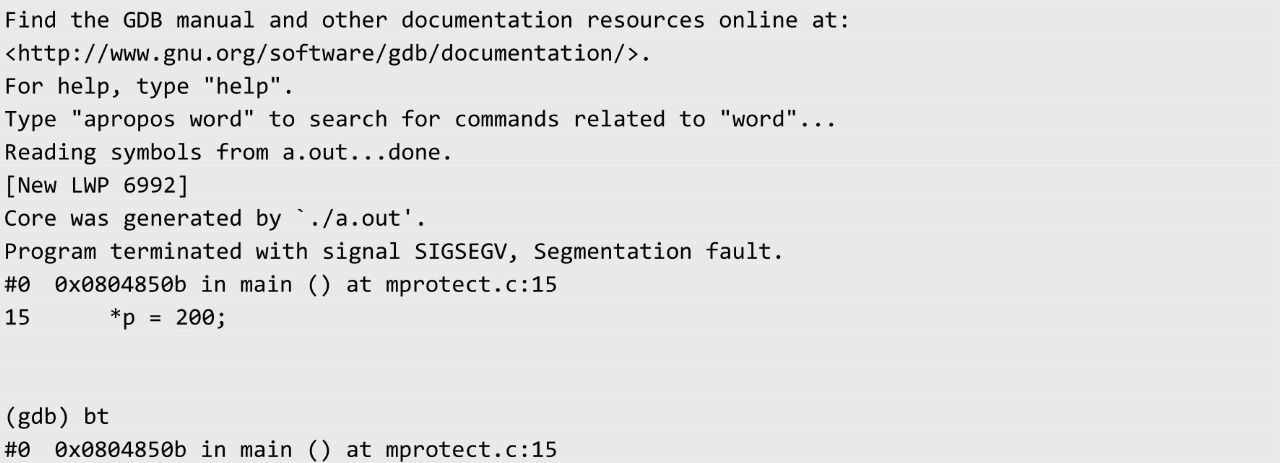 Find the GDB manual and other documentation resources online at:
<http://www.gnu.org/software/gdb/documentation/>.
For help, type "help".
Type "apropos word" to search for commands related to "word"...
Reading symbols from a.out...done.
[New LWP 6992]
Core was generated by `./a.out'.
Program terminated with signal SIGSEGV, Segmentation fault.
#0  0x0804850b in main () at mprotect.c:15
15      *p = 200;
(gdb) bt
#0  0x0804850b in main () at mprotect.c:15